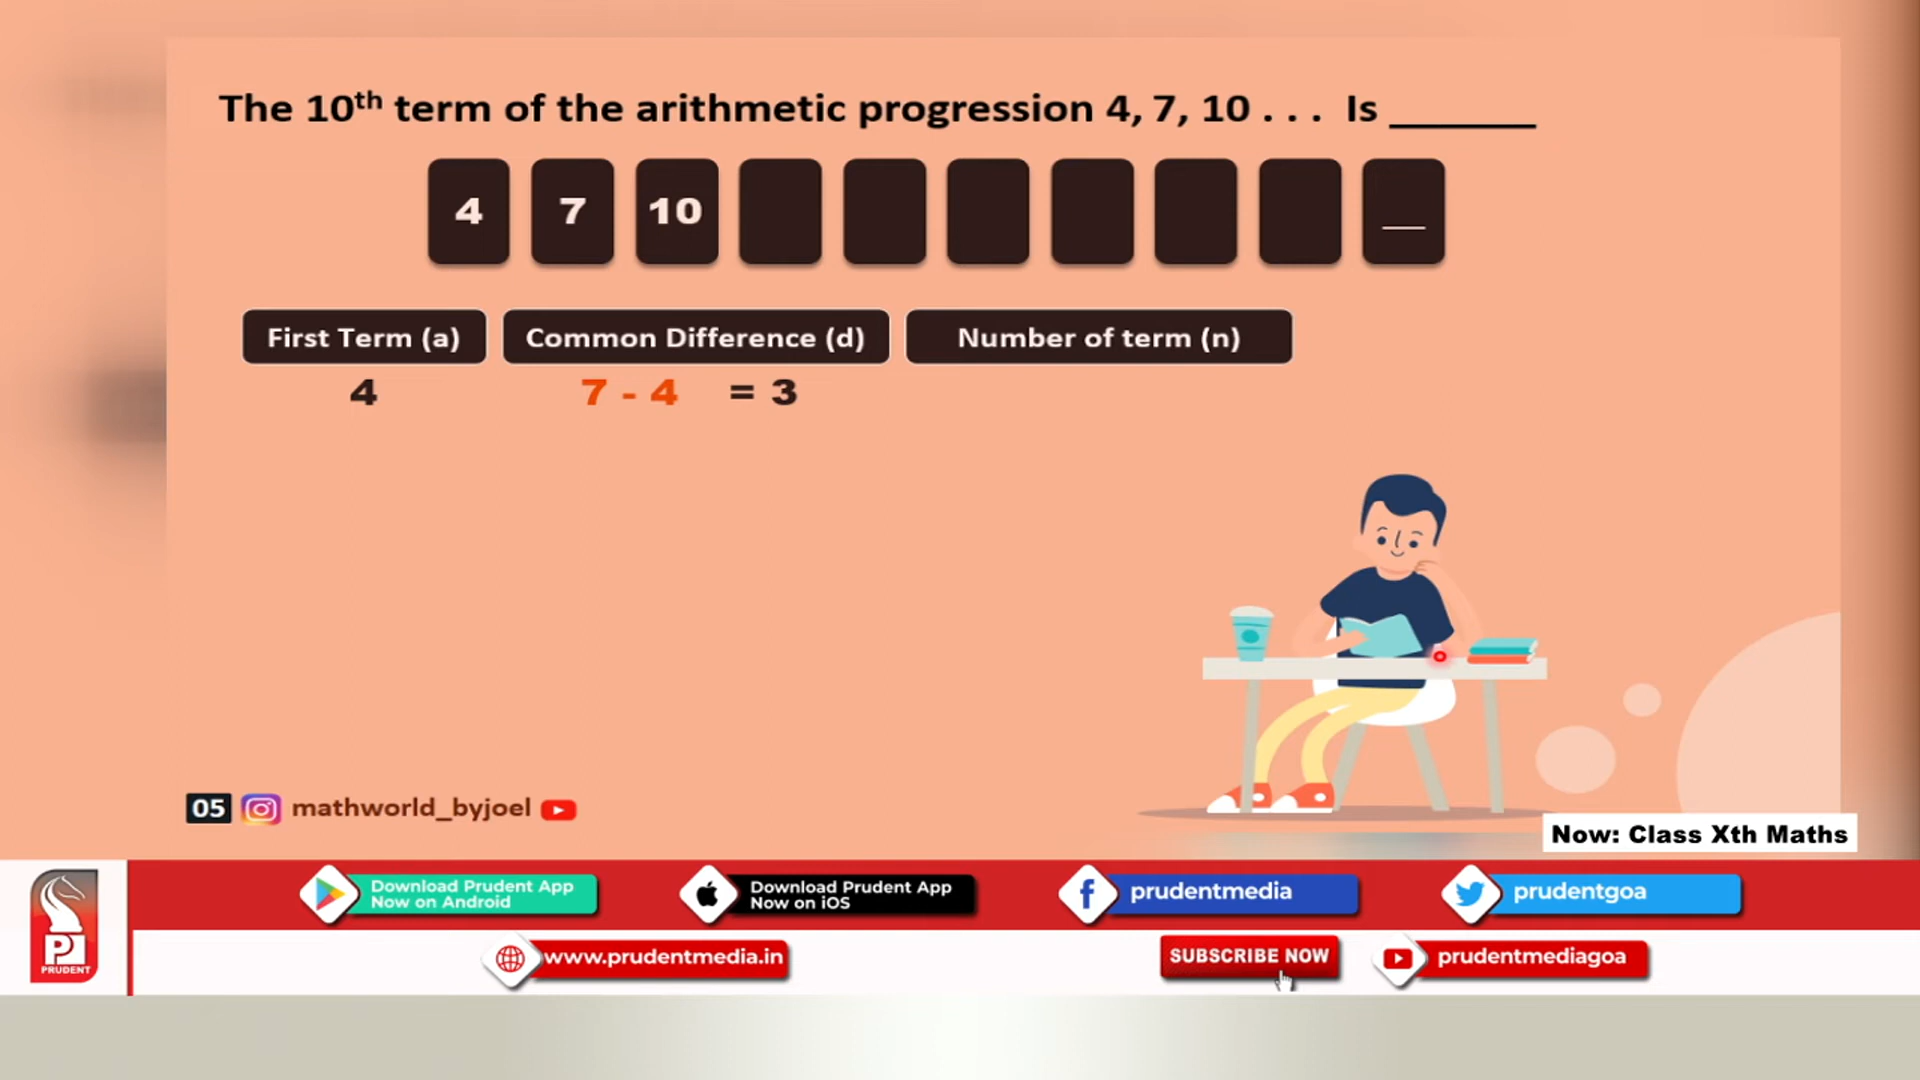 The 10th term of the arithmetic progression 4, 7, 10 . . . Is _______
4 7 10 __
First Term (a) Common Difference (d) Number of term (n)
4 7 - 4 = 3
05 mathworld_byjoel
Now: Class Xth Maths
Download Prudent App
Now on Android
Download Prudent App
Now on iOS
prudentmedia
prudentgoa
P
PRUDENT
www.prudentmedia.in
SUBSCRIBE NOW
prudentmediagoa